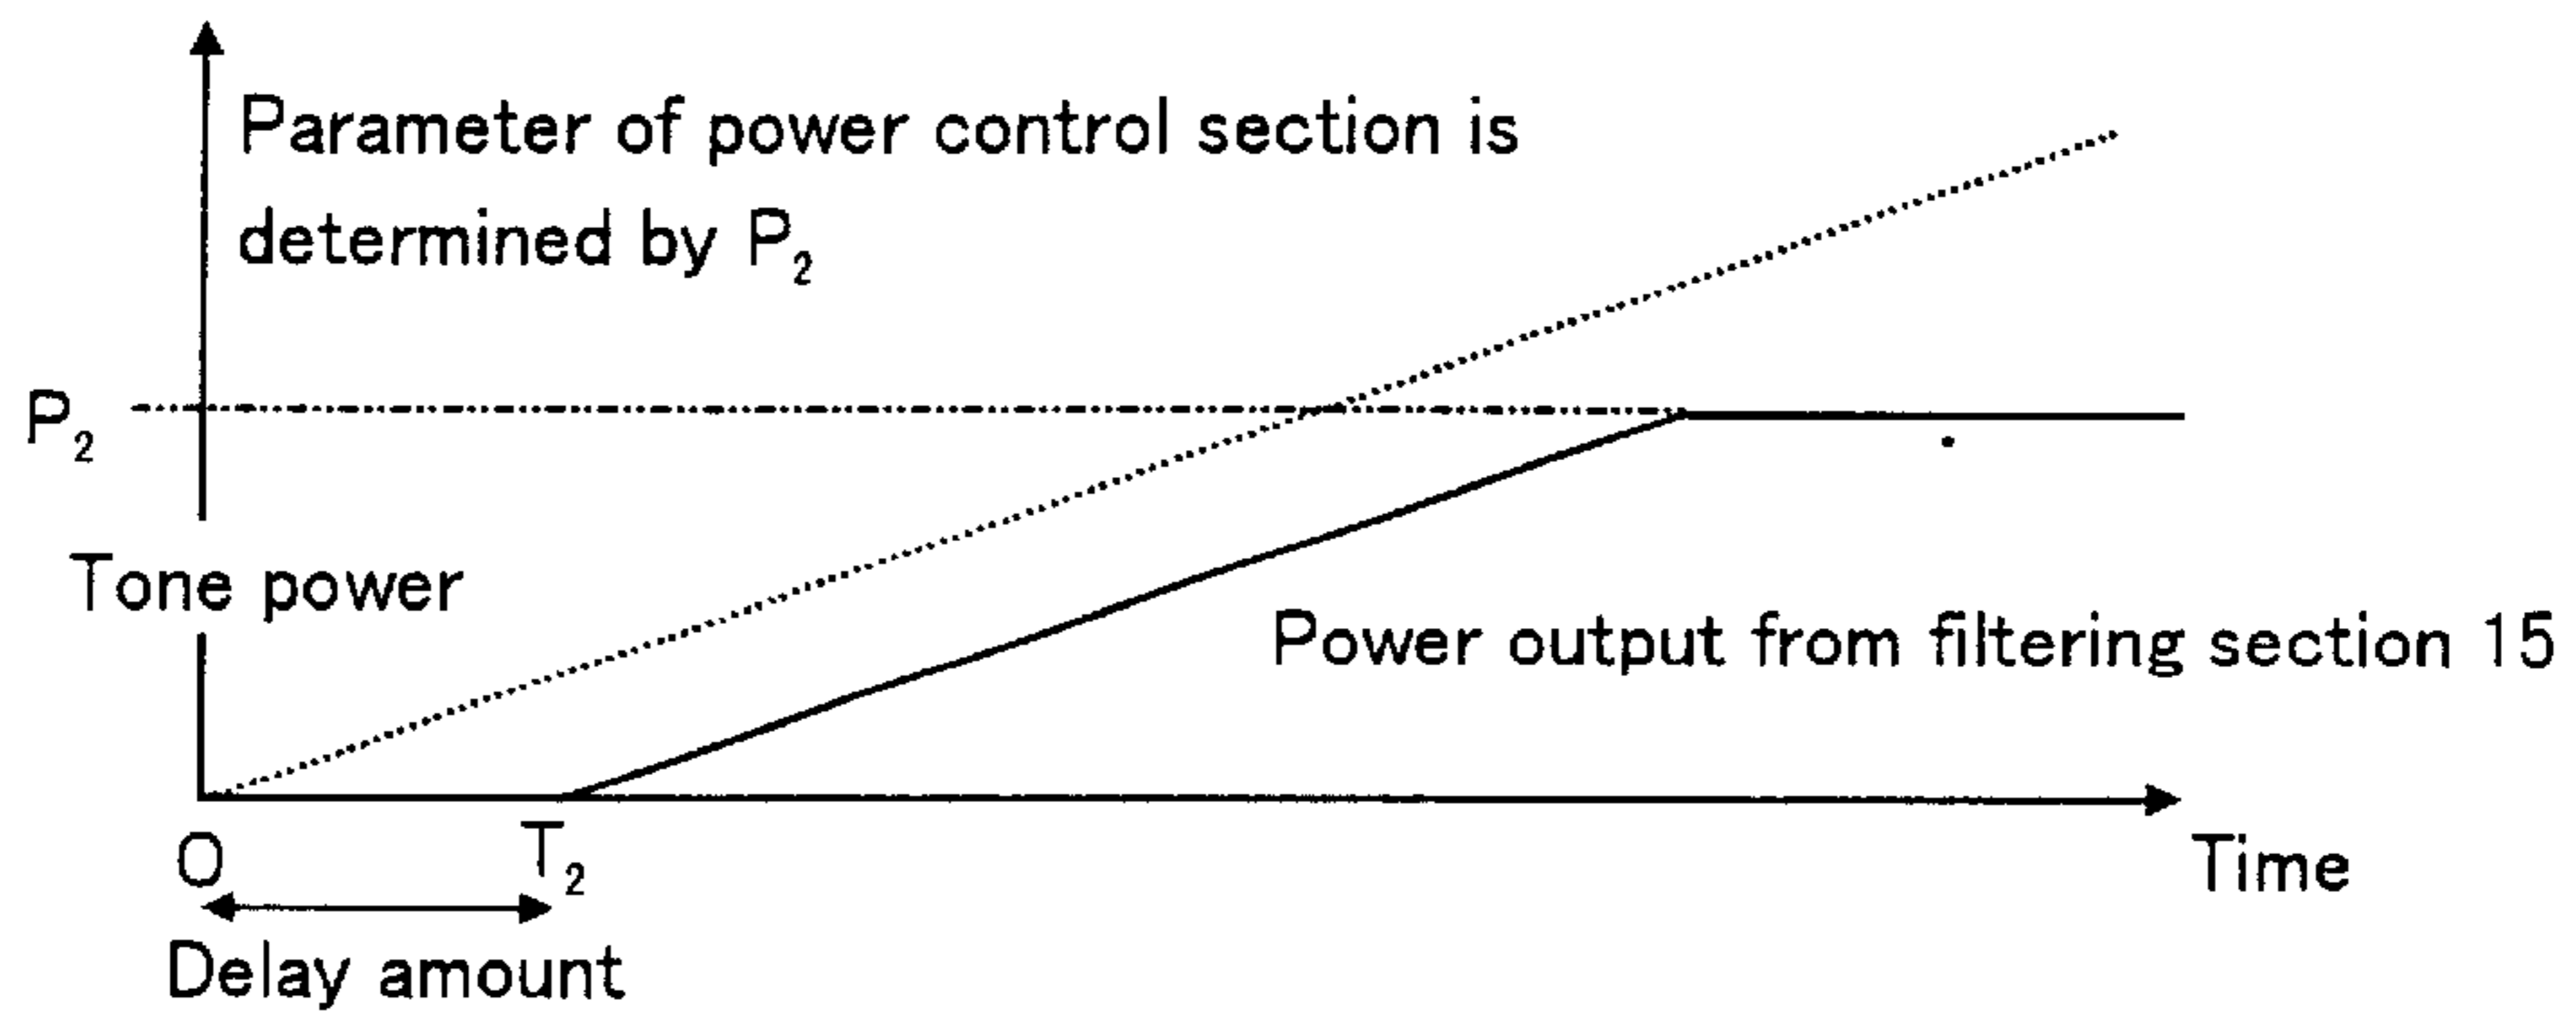 Parameter of power control section is
determined by P₂
P₂
Tone power
Power output from filtering section 15
O
T₂
Time
Delay amount